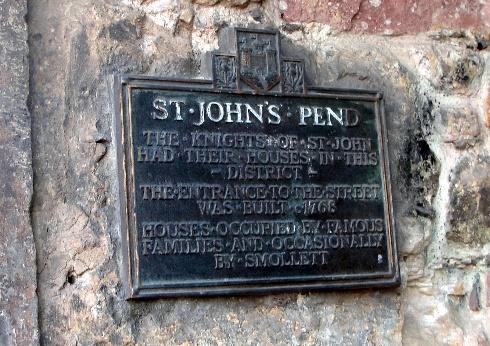 ST·JOHN'S·PEND
THE·KNIGHTS·OF·ST·JOHN
HAD·THEIR·HOUSES·IN·THIS
- DISTRICT -
THE·ENTRANCE·TO·THE·STREET
WAS·BUILT·1768
HOUSES·OCCUPIED·BY·FAMOUS
FAMILIES·AND·OCCASIONALLY
BY·SMOLLETT